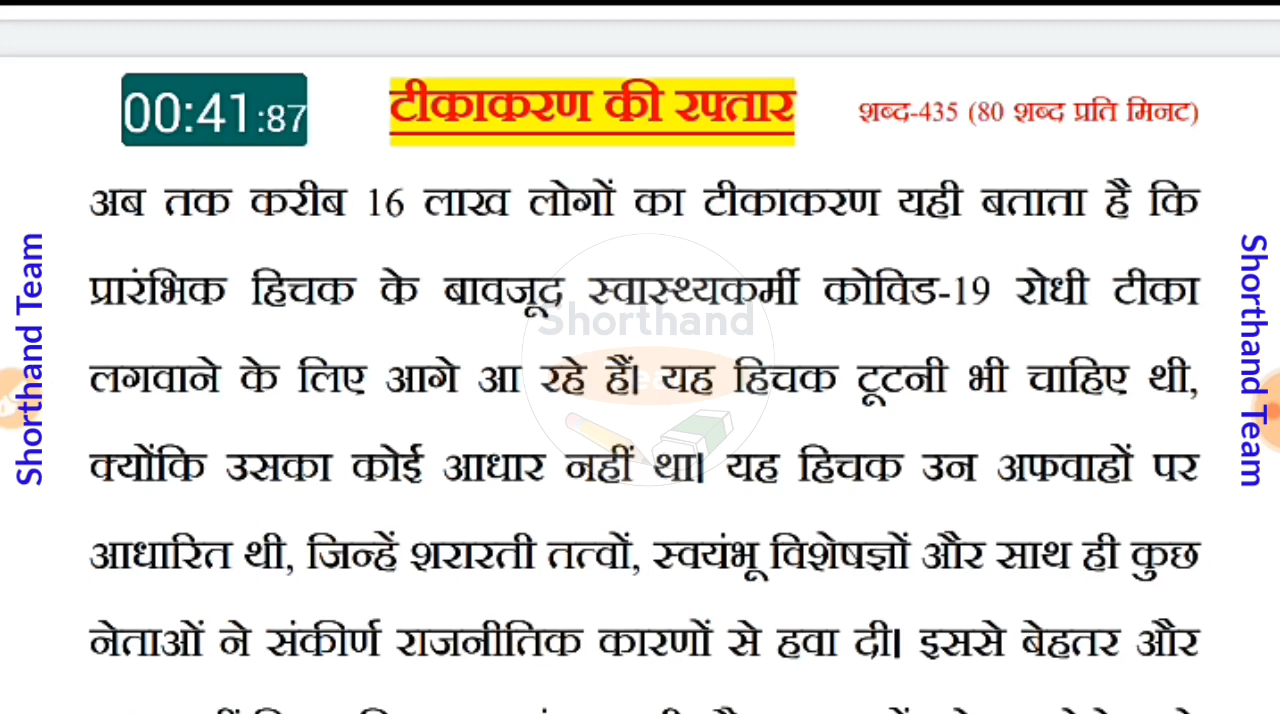 00:41:87
टीकाकरण की रफ्तार
शब्द-435 (80 शब्द प्रति मिनट)
अब तक करीब 16 लाख लोगों का टीकाकरण यही बताता है कि
प्रारंभिक हिचक के बावजूद स्वास्थ्यकर्मी कोविड-19 रोधी टीका
लगवाने के लिए आगे आ रहे हैं। यह हिचक टूटनी भी चाहिए थी,
क्योंकि उसका कोई आधार नहीं था। यह हिचक उन अफवाहों पर
आधारित थी, जिन्हें शरारती तत्वों, स्वयंभू विशेषज्ञों और साथ ही कुछ
नेताओं ने संकीर्ण राजनीतिक कारणों से हवा दी। इससे बेहतर और
Shorthand Team
Shorthand Team
Shorthand